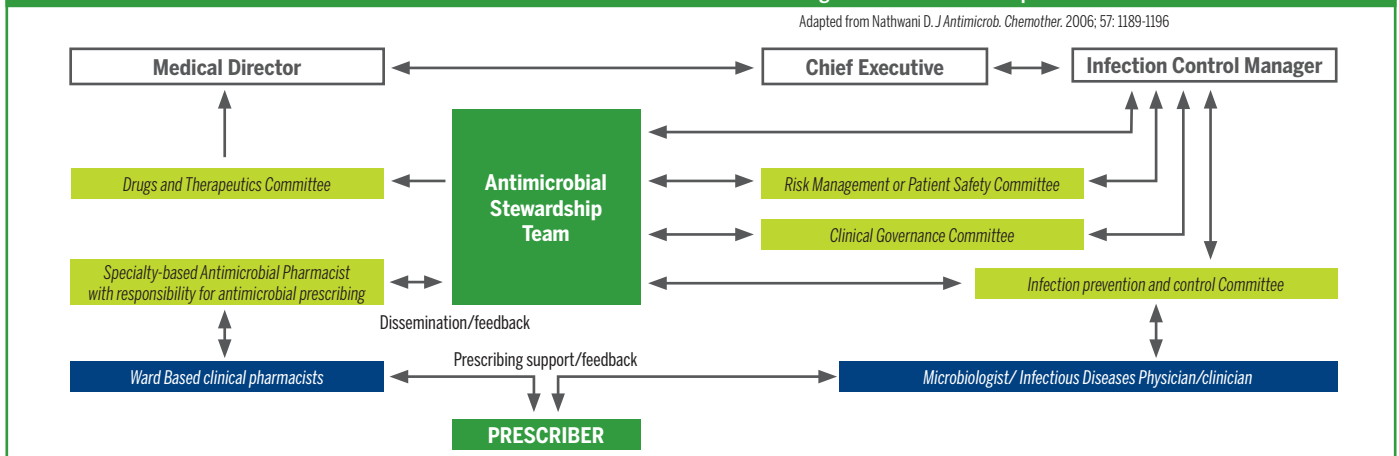 Adapted from Nathwani D. J Antimicrob. Chemother. 2006; 57: 1189-1196
Medical Director
Chief Executive
Infection Control Manager
Antimicrobial
Stewardship
Team
Drugs and Therapeutics Committee
Risk Management or Patient Safety Committee
Clinical Governance Committee
Specialty-based Antimicrobial Pharmacist
with responsibility for antimicrobial prescribing
Infection prevention and control Committee
Dissemination/feedback
Prescribing support/feedback
Ward Based clinical pharmacists
Microbiologist/ Infectious Diseases Physician/clinician
PRESCRIBER